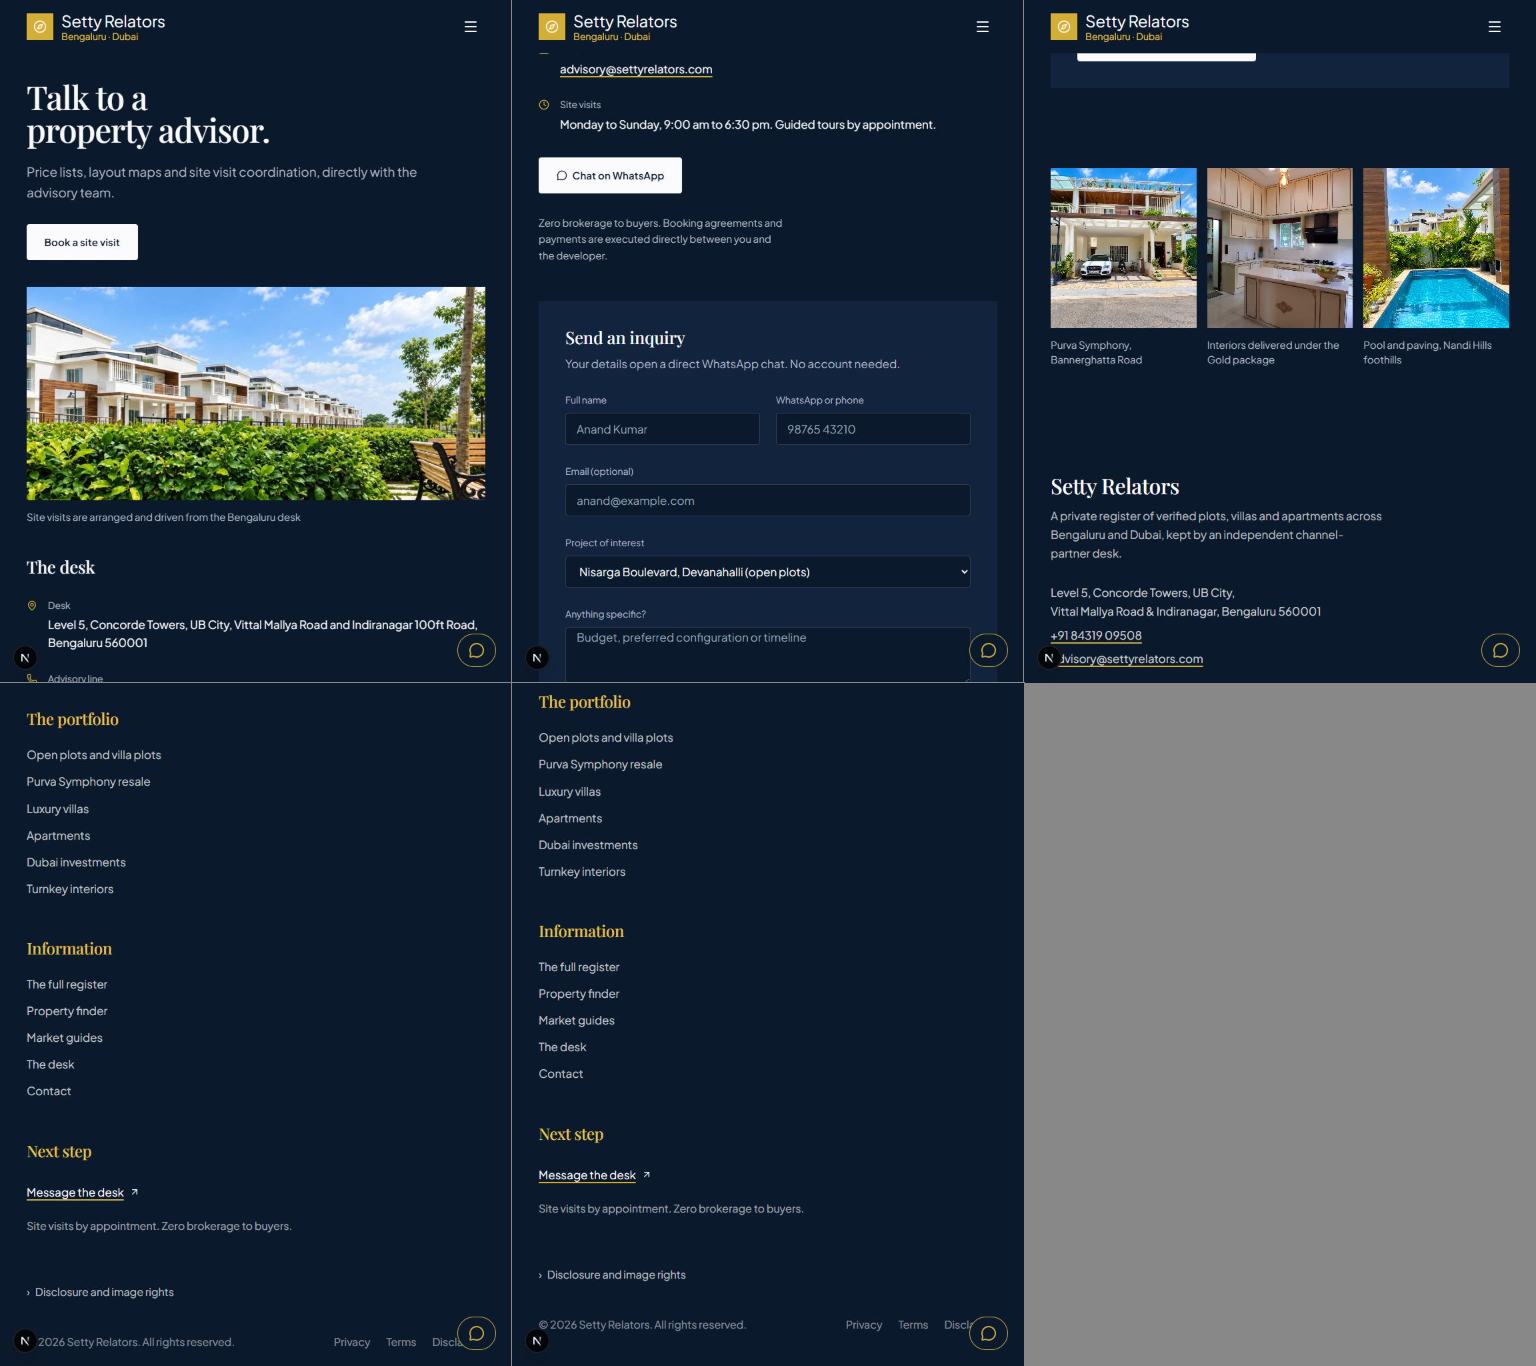 Setty Relators
Bengaluru · Dubai
Talk to a
property advisor.
Price lists, layout maps and site visit coordination, directly with the
advisory team.
Book a site visit
Site visits are arranged and driven from the Bengaluru desk
The desk
Desk
Level 5, Concorde Towers, UB City, Vittal Mallya Road and Indiranagar 100ft Road,
Bengaluru 560001
Advisory line
N
Setty Relators
Bengaluru · Dubai
advisory@settyrelators.com
Site visits
Monday to Sunday, 9:00 am to 6:30 pm. Guided tours by appointment.
Chat on WhatsApp
Zero brokerage to buyers. Booking agreements and
payments are executed directly between you and
the developer.
Send an inquiry
Your details open a direct WhatsApp chat. No account needed.
Full name
WhatsApp or phone
Anand Kumar
98765 43210
Email (optional)
anand@example.com
Project of interest
Nisarga Boulevard, Devanahalli (open plots)
Anything specific?
Budget, preferred configuration or timeline
N
Setty Relators
Bengaluru · Dubai
Purva Symphony,
Bannerghatta Road
Interiors delivered under the
Gold package
Pool and paving, Nandi Hills
foothills
Setty Relators
A private register of verified plots, villas and apartments across
Bengaluru and Dubai, kept by an independent channel-
partner desk.
Level 5, Concorde Towers, UB City,
Vittal Mallya Road & Indiranagar, Bengaluru 560001
+91 84319 09508
N
dvisory@settyrelators.com
The portfolio
Open plots and villa plots
Purva Symphony resale
Luxury villas
Apartments
Dubai investments
Turnkey interiors
Information
The full register
Property finder
Market guides
The desk
Contact
Next step
Message the desk
Site visits by appointment. Zero brokerage to buyers.
› Disclosure and image rights
N
2026 Setty Relators. All rights reserved.
Privacy Terms Discla
The portfolio
Open plots and villa plots
Purva Symphony resale
Luxury villas
Apartments
Dubai investments
Turnkey interiors
Information
The full register
Property finder
Market guides
The desk
Contact
Next step
Message the desk
Site visits by appointment. Zero brokerage to buyers.
› Disclosure and image rights
© 2026 Setty Relators. All rights reserved.
Privacy Terms Discla
N